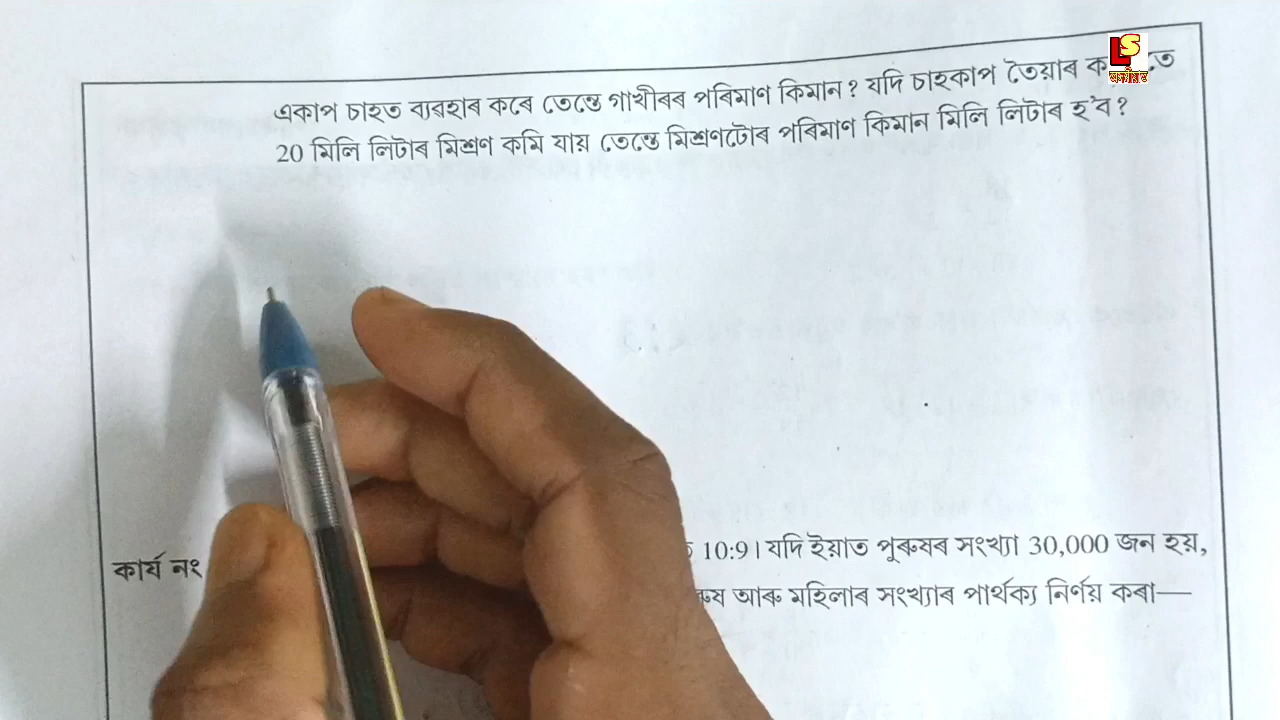 LS
একাপ চাহত ব্যৱহাৰ কৰে তেন্তে গাখীৰৰ পৰিমাণ কিমান? যদি চাহকাপ তৈয়াৰ
20 মিলি লিটাৰ মিশ্ৰণ কমি যায় তেন্তে মিশ্ৰণটোৰ পৰিমাণ কিমান মিলি লিটাৰ হ'ব?
কাৰ্য নং 10:9। যদি ইয়াত পুৰুষৰ সংখ্যা 30,000 জন হয়,
আৰু মহিলাৰ সংখ্যাৰ পাৰ্থক্য নিৰ্ণয় কৰা—